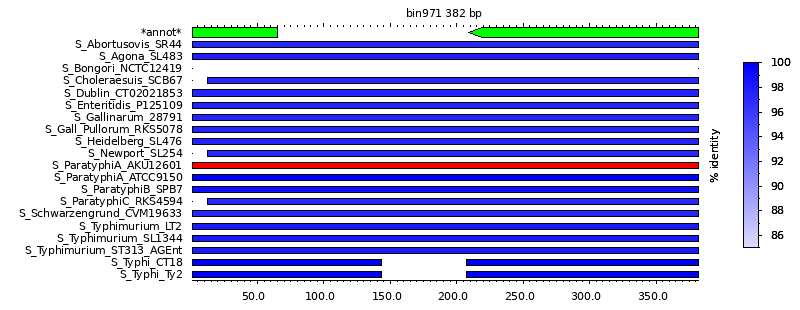 bin971 382 bp
*annot*
S_Abortusovis_SR44
S_Agona_SL483
S_Bongori_NCTC12419
S_Choleraesuis_SCB67
S_Dublin_CT02021853
S_Enteritidis_P125109
S_Gallinarum_28791
S_Gall_Pullorum_RKS5078
S_Heidelberg_SL476
S_Newport_SL254
S_ParatyphiA_AKU12601
S_ParatyphiA_ATCC9150
S_ParatyphiB_SPB7
S_ParatyphiC_RKS4594
S_Schwarzengrund_CVM19633
S_Typhimurium_LT2
S_Typhimurium_SL1344
S_Typhimurium_ST313_AGEnt
S_Typhi_CT18
S_Typhi_Ty2
50.0 100.0 150.0 200.0 250.0 300.0 350.0
100
98
96
94
92
90
88
86
% identity